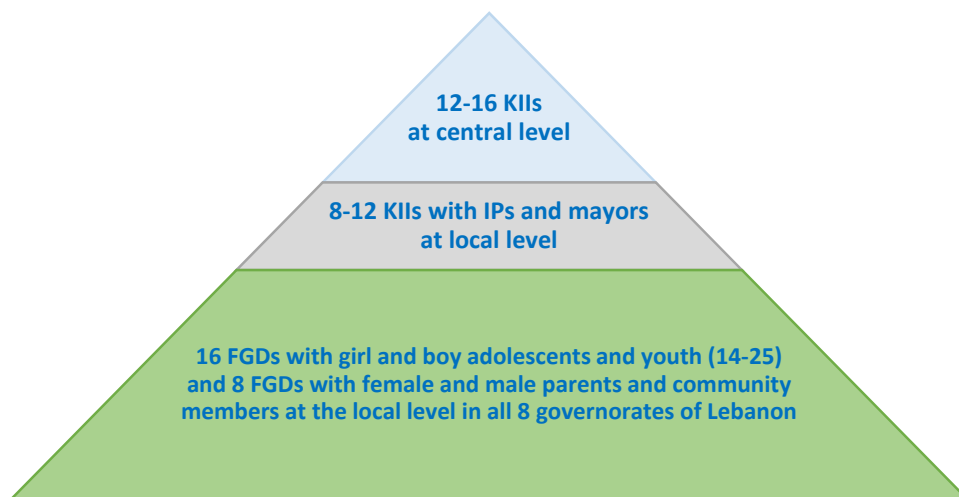 12-16 KIIs
at central level
8-12 KIIs with IPs and mayors
at local level
16 FGDs with girl and boy adolescents and youth (14-25)
and 8 FGDs with female and male parents and community
members at the local level in all 8 governorates of Lebanon